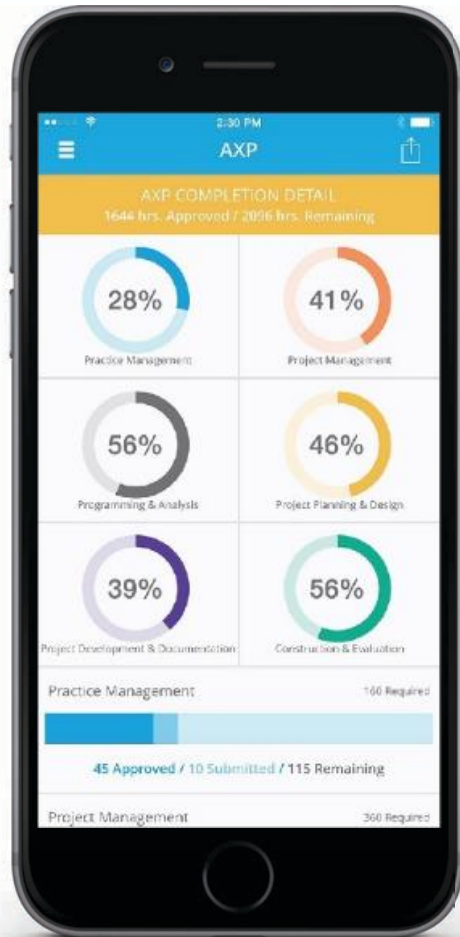 2:30 PM
AXP
AXP COMPLETION DETAIL
1644 hrs. Approved / 2096 hrs. Remaining
28%
Practice Management
41%
Project Management
56%
Programming & Analysis
46%
Project Planning & Design
39%
Project Development & Documentation
56%
Construction & Evaluation
Practice Management
160 Required
45 Approved / 10 Submitted / 115 Remaining
Project Management
360 Required